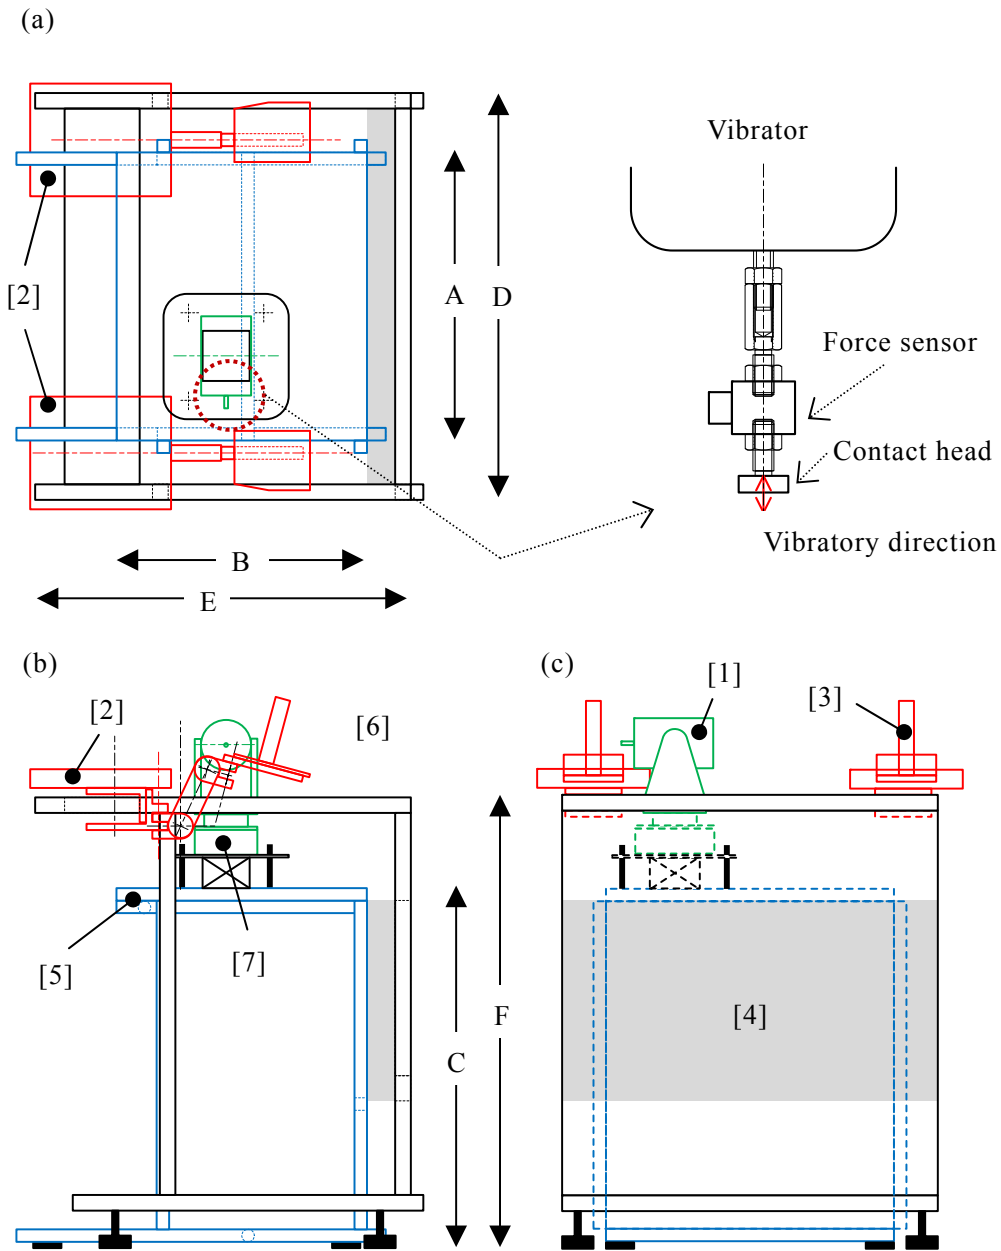 (a)
Vibrator
[2]
A
D
Force sensor
Contact head
Vibratory direction
B
E
(b)
(c)
[2]
[6]
[1]
[3]
[5]
[7]
C
F
[4]